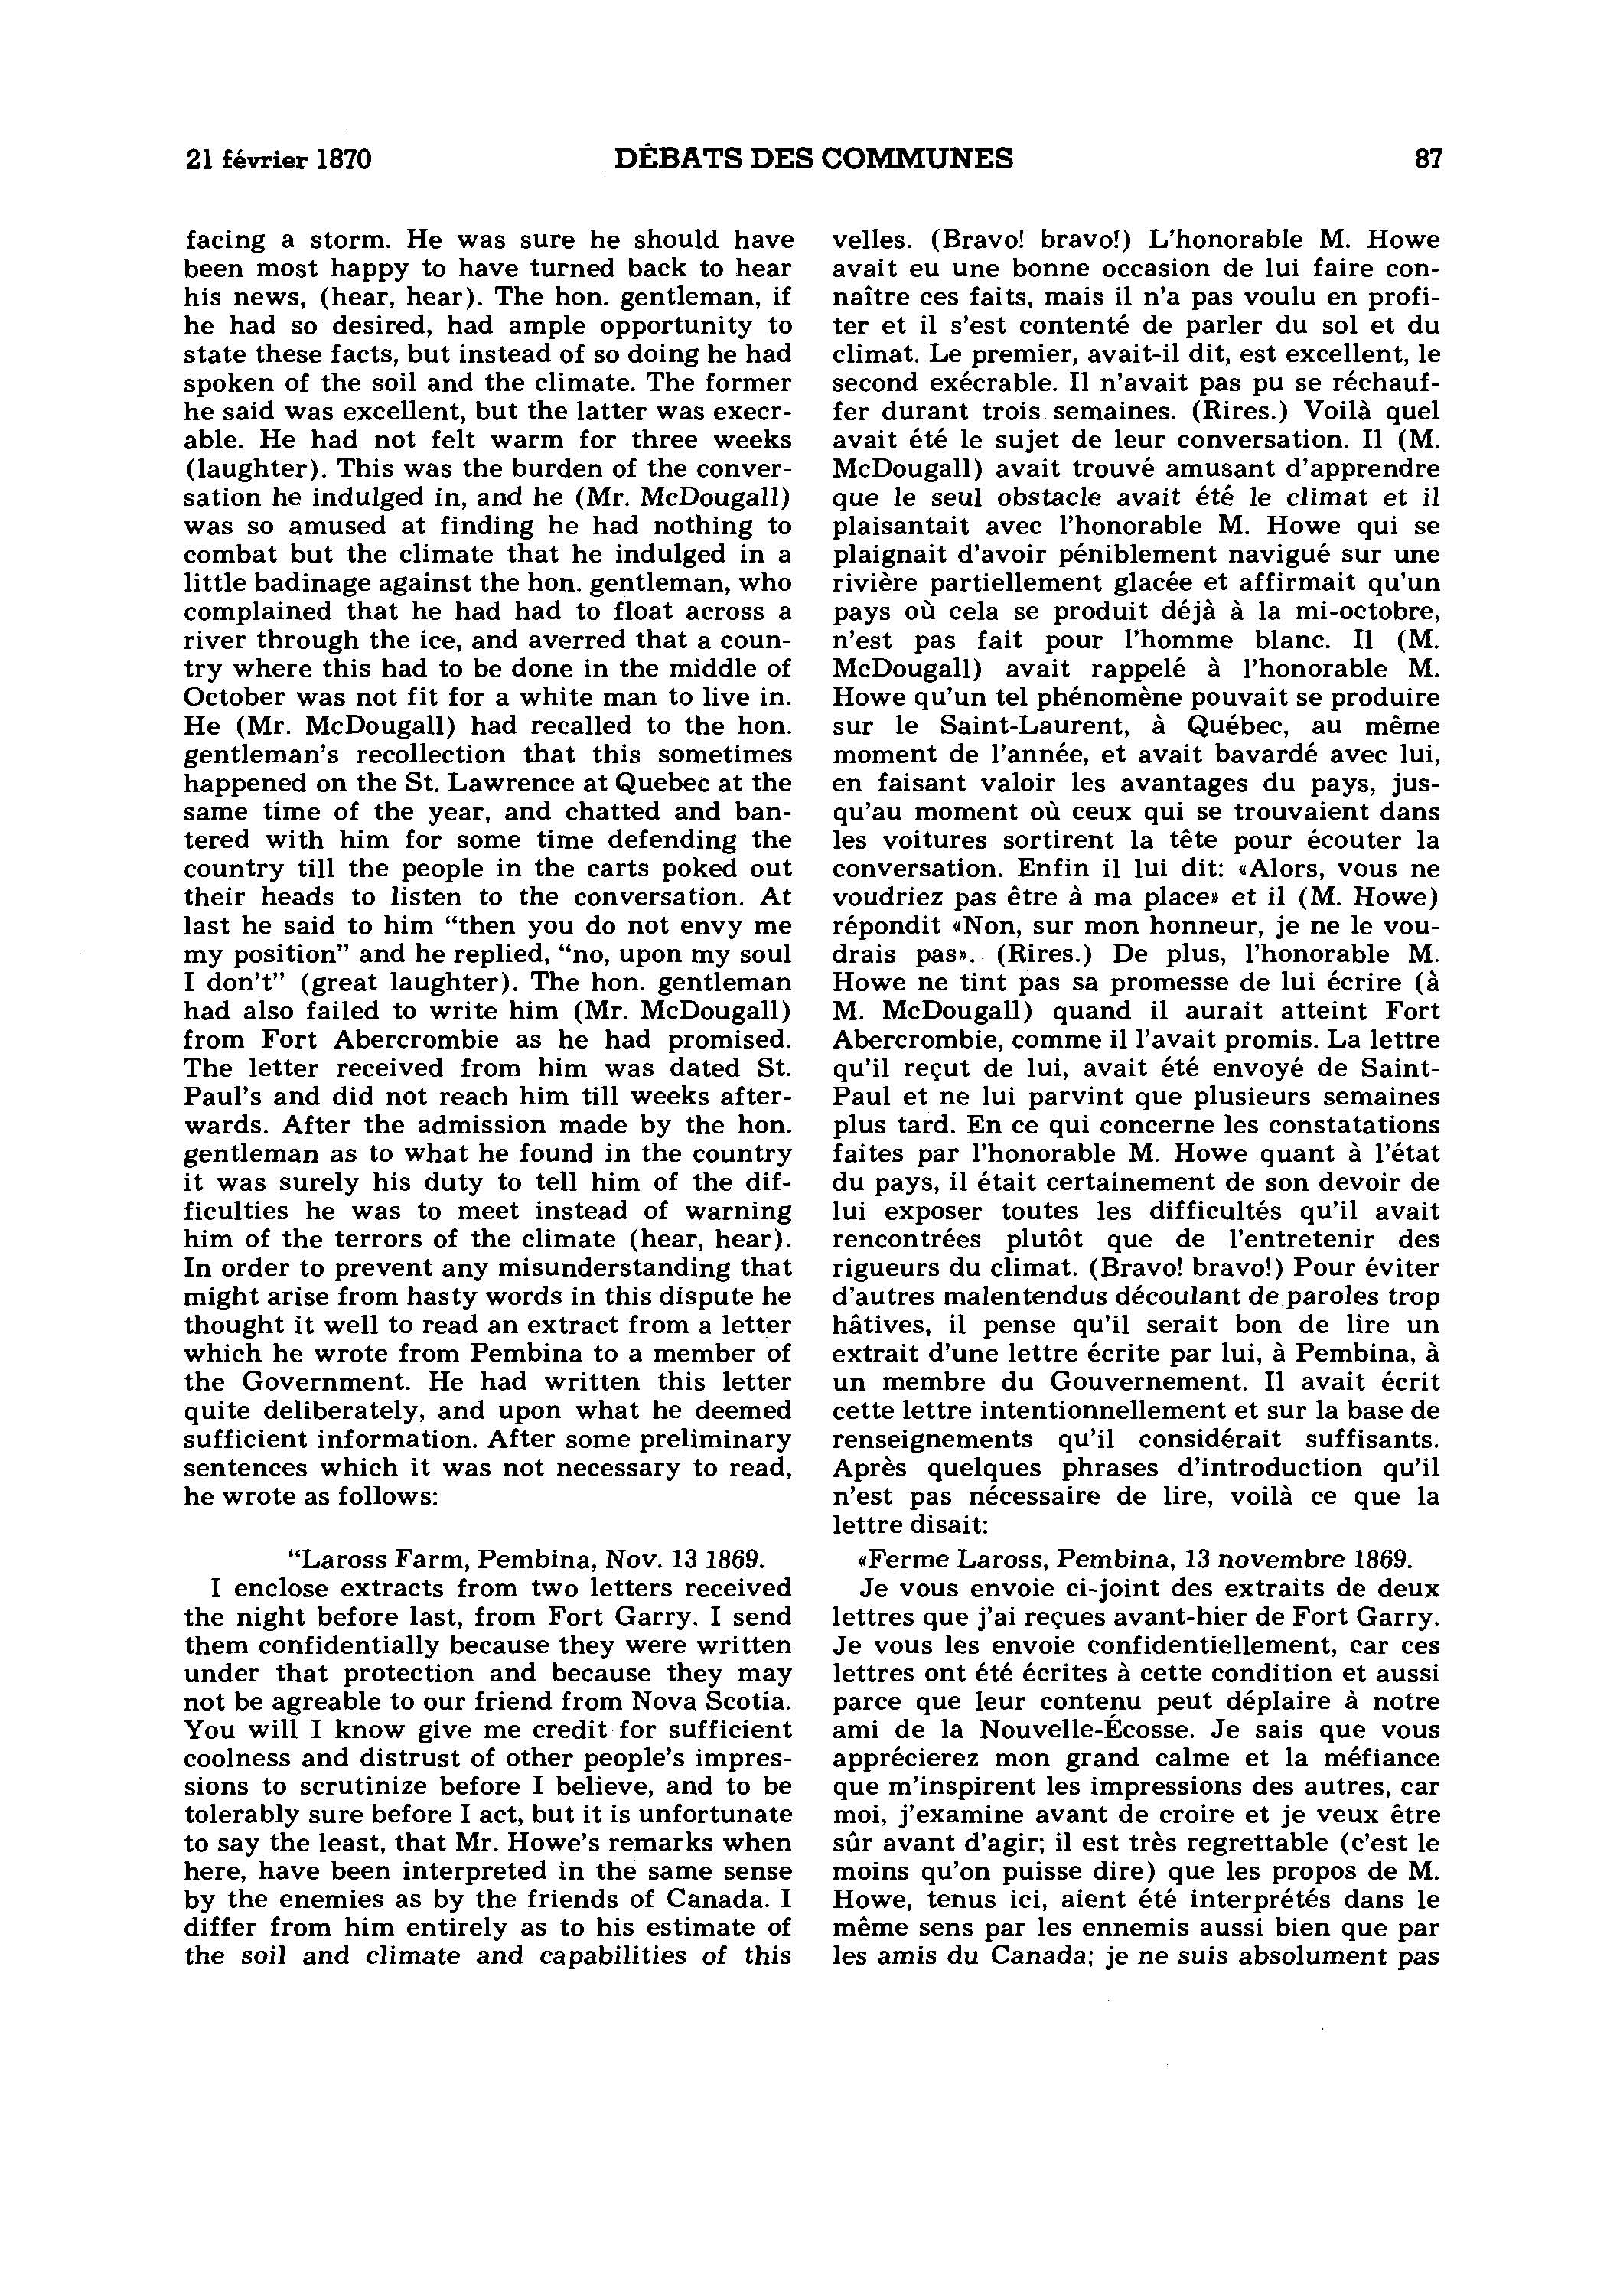 21 février 1870
DÉBATS DES COMMUNES
87
facing a storm. He was sure he should have
been most happy to have turned back to hear
his news, (hear, hear). The hon. gentleman, if
he had so desired, had ample opportunity to
state these facts, but instead of so doing he had
spoken of the soil and the climate. The former
he said was excellent, but the latter was execr-
able. He had not felt warm for three weeks
(laughter). This was the burden of the conver-
sation he indulged in, and he (Mr. McDougall)
was so amused at finding he had nothing to
combat but the climate that he indulged in a
little badinage against the hon. gentleman, who
complained that he had had to float across a
river through the ice, and averred that a coun-
try where this had to be done in the middle of
October was not fit for a white man to live in.
He (Mr. McDougall) had recalled to the hon.
gentleman's recollection that this sometimes
happened on the St. Lawrence at Quebec at the
same time of the year, and chatted and ban-
tered with him for some time defending the
country till the people in the carts poked out
their heads to listen to the conversation. At
last he said to him “then you do not envy me
my position” and he replied, “no, upon my soul
I don't” (great laughter). The hon. gentleman
had also failed to write him (Mr. McDougall)
from Fort Abercrombie as he had promised.
The letter received from him was dated St.
Paul's and did not reach him till weeks after-
wards. After the admission made by the hon.
gentleman as to what he found in the country
it was surely his duty to tell him of the dif-
ficulties he was to meet instead of warning
him of the terrors of the climate (hear, hear).
In order to prevent any misunderstanding that
might arise from hasty words in this dispute he
thought it well to read an extract from a letter
which he wrote from Pembina to a member of
the Government. He had written this letter
quite deliberately, and upon what he deemed
sufficient information. After some preliminary
sentences which it was not necessary to read,
he wrote as follows:
“Laross Farm, Pembina, Nov. 13 1869.
I enclose extracts from two letters received
the night before last, from Fort Garry. I send
them confidentially because they were written
under that protection and because they may
not be agreable to our friend from Nova Scotia.
You will I know give me credit for sufficient
coolness and distrust of other people's impres-
sions to scrutinize before I believe, and to be
tolerably sure before I act, but it is unfortunate
to say the least, that Mr. Howe's remarks when
here, have been interpreted in the same sense
by the enemies as by the friends of Canada. I
differ from him entirely as to his estimate of
the soil and climate and capabilities of this
velles. (Bravo! bravo!) L'honorable M. Howe
avait eu une bonne occasion de lui faire con-
naître ces faits, mais il n'a pas voulu en profi-
ter et il s'est contenté de parler du sol et du
climat. Le premier, avait-il dit, est excellent, le
second exécrable. Il n'avait pas pu se réchauf-
fer durant trois semaines. (Rires.) Voilà quel
avait été le sujet de leur conversation. Il (M.
McDougall) avait trouvé amusant d'apprendre
que le seul obstacle avait été le climat et il
plaisantait avec l'honorable M. Howe qui se
plaignait d'avoir péniblement navigué sur une
rivière partiellement glacée et affirmait qu'un
pays où cela se produit déjà à la mi-octobre,
n'est pas fait pour l'homme blanc. Il (M.
McDougall) avait rappelé à l'honorable M.
Howe qu'un tel phénomène pouvait se produire
sur le Saint-Laurent, à Québec, au même
moment de l'année, et avait bavardé avec lui,
en faisant valoir les avantages du pays, jus-
qu'au moment où ceux qui se trouvaient dans
les voitures sortirent la tête pour écouter la
conversation. Enfin il lui dit: «Alors, vous ne
voudriez pas être à ma place» et il (M. Howe)
répondit «Non, sur mon honneur, je ne le vou-
drais pas». (Rires.) De plus, l'honorable M.
Howe ne tint pas sa promesse de lui écrire (à
M. McDougall) quand il aurait atteint Fort
Abercrombie, comme il l'avait promis. La lettre
qu'il reçut de lui, avait été envoyé de Saint-
Paul et ne lui parvint que plusieurs semaines
plus tard. En ce qui concerne les constatations
faites par l'honorable M. Howe quant à l'état
du pays, il était certainement de son devoir de
lui exposer toutes les difficultés qu'il avait
rencontrées plutôt que de l'entretenir des
rigueurs du climat. (Bravo! bravo!) Pour éviter
d'autres malentendus découlant de paroles trop
hâtives, il pense qu'il serait bon de lire un
extrait d'une lettre écrite par lui, à Pembina, à
un membre du Gouvernement. Il avait écrit
cette lettre intentionnellement et sur la base de
renseignements qu'il considérait suffisants.
Après quelques phrases d'introduction qu'il
n'est pas nécessaire de lire, voilà ce que la
lettre disait:
«Ferme Laross, Pembina, 13 novembre 1869.
Je vous envoie ci-joint des extraits de deux
lettres que j'ai reçues avant-hier de Fort Garry.
Je vous les envoie confidentiellement, car ces
lettres ont été écrites à cette condition et aussi
parce que leur contenu peut déplaire à notre
ami de la Nouvelle-Écosse. Je sais que vous
apprécierez mon grand calme et la méfiance
que m'inspirent les impressions des autres, car
moi, j'examine avant de croire et je veux être
sûr avant d'agir; il est très regrettable (c'est le
moins qu'on puisse dire) que les propos de M.
Howe, tenus ici, aient été interprétés dans le
même sens par les ennemis aussi bien que par
les amis du Canada; je ne suis absolument pas